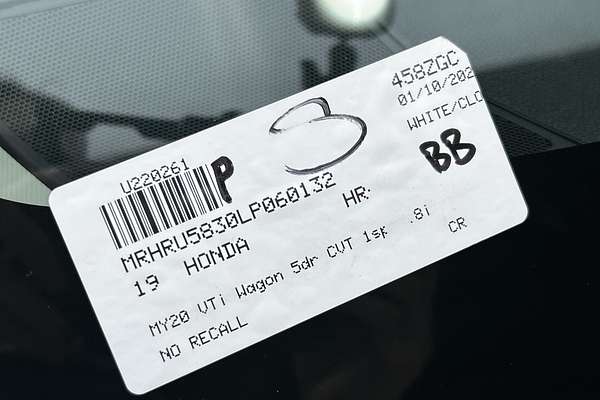 458ZGC
01/10/202
WHITE/CLO
BB
3
U220261
P
MRHRU5830LP060132
19 HONDA HR-
MY20 VTi Wagon 5dr CVT 1sp .8i
CR
NO RECALL